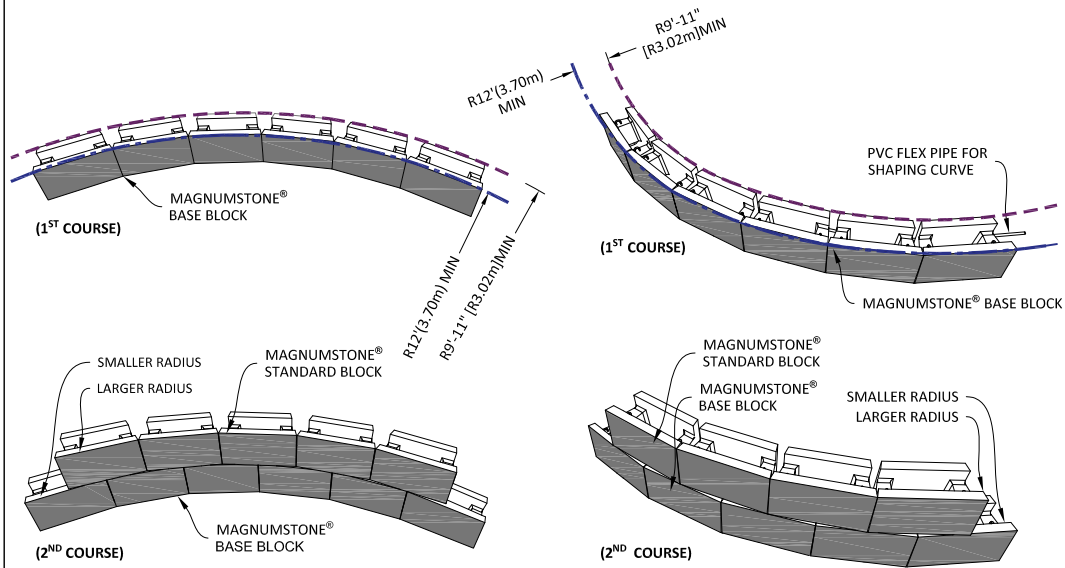 MAGNUMSTONE®
BASE BLOCK
(1ST COURSE)
R12'(3.70m) MIN
R9'-11" [R3.02m]MIN
R9'-11"
[R3.02m]MIN
R12'(3.70m)
MIN
PVC FLEX PIPE FOR
SHAPING CURVE
(1ST COURSE)
MAGNUMSTONE® BASE BLOCK
SMALLER RADIUS
LARGER RADIUS
MAGNUMSTONE®
STANDARD BLOCK
MAGNUMSTONE®
BASE BLOCK
(2ND COURSE)
MAGNUMSTONE®
STANDARD BLOCK
MAGNUMSTONE®
BASE BLOCK
SMALLER RADIUS
LARGER RADIUS
(2ND COURSE)